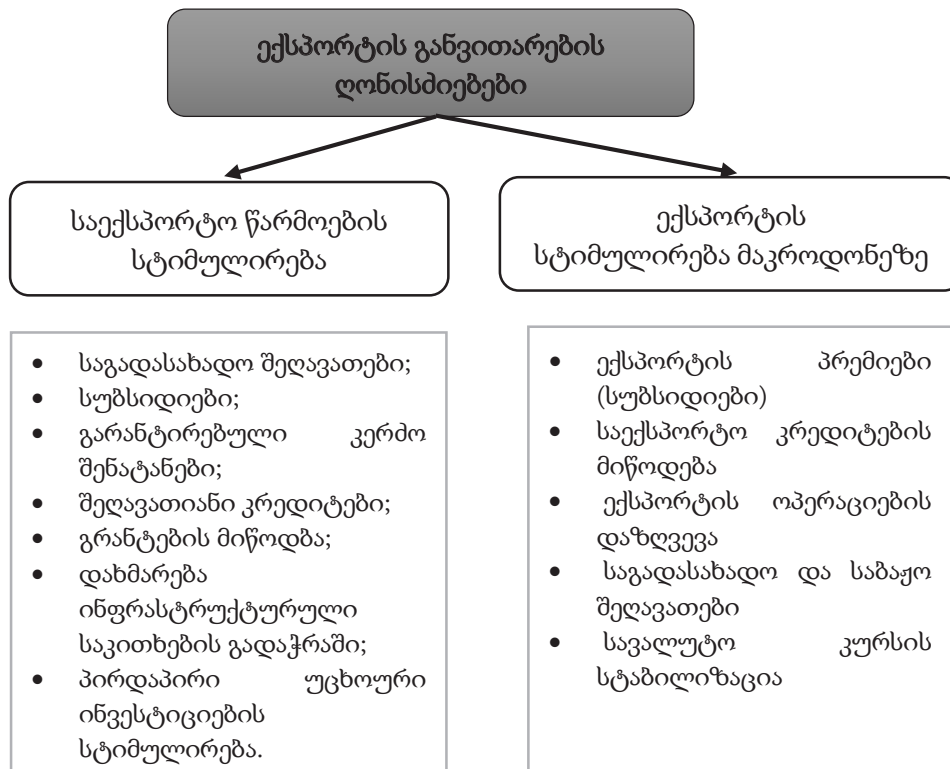 ექსპორტის განვითარების
ღონისძიებები
საექსპორტო წარმოების
სტიმულირება
ექსპორტის
სტიმულირება მაკროდონეზე
• საგადასახადო შეღავათები;
• სუბსიდიები;
• გარანტირებული კერძო
შენატანები;
• შეღავათიანი კრედიტები;
• გრანტების მიწოდბა;
• დახმარება
ინფრასტრუქტურული
საკითხების გადაჭრაში;
• პირდაპირი უცხოური
ინვესტიციების
სტიმულირება.
• ექსპორტის პრემიები
(სუბსიდიები)
• საექსპორტო კრედიტების
მიწოდება
• ექსპორტის ოპერაციების
დაზღვევა
• საგადასახადო და საბაჟო
შეღავათები
• სავალუტო კურსის
სტაბილიზაცია